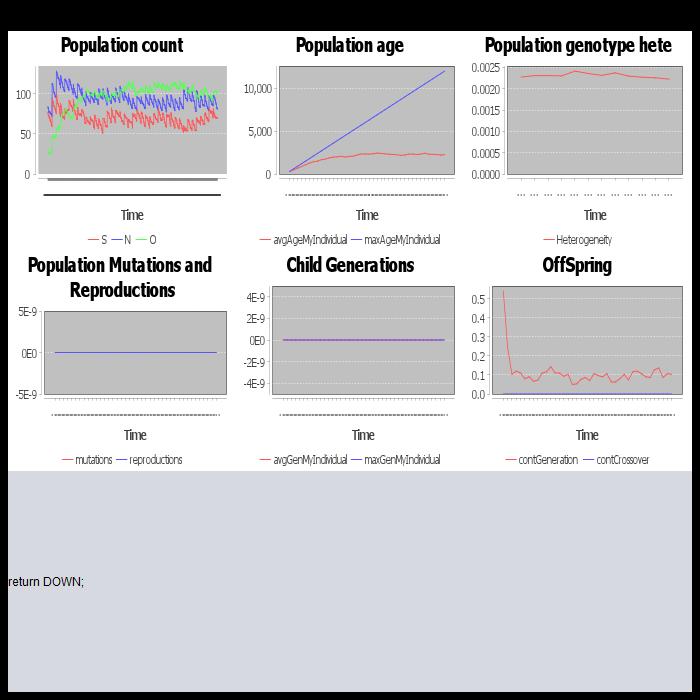 Population count
Population age
Population genotype hete
100
50
0
Time
S N O
10,000
5,000
0
Time
avgAgeMyIndividual maxAgeMyIndividual
0.0025
0.0020
0.0015
0.0010
0.0005
0.0000
Time
Heterogeneity
Population Mutations and
Reproductions
Child Generations
OffSpring
5E-9
0E0
-5E-9
Time
mutations reproductions
4E-9
2E-9
0E0
-2E-9
-4E-9
Time
avgGenMyIndividual maxGenMyIndividual
0.5
0.4
0.3
0.2
0.1
0.0
Time
contGeneration contCrossover
return DOWN;